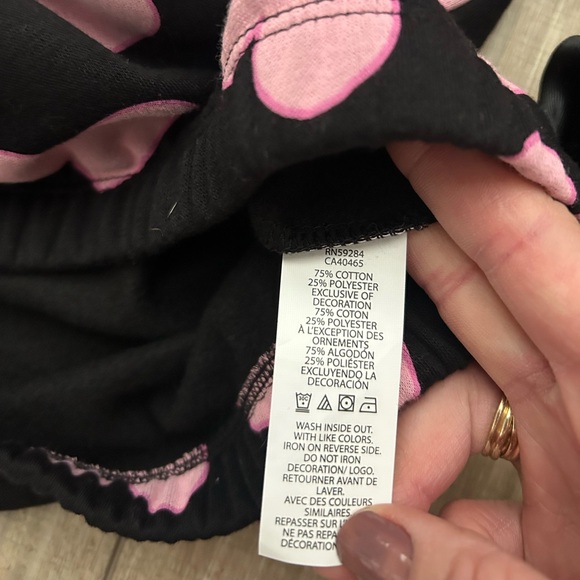 RN59284
CA40465
75% COTTON
25% POLYESTER
EXCLUSIVE OF
DECORATION
75% COTON
25% POLYESTER
À L'EXCEPTION DES
ORNEMENTS
75% ALGODÓN
25% POLIÉSTER
EXCLUYENDO LA
DECORACIÓN
WASH INSIDE OUT.
WITH LIKE COLORS.
IRON ON REVERSE SIDE.
DO NOT IRON
DECORATION/ LOGO.
RETOURNER AVANT DE
LAVER.
AVEC DES COULEURS
SIMILAIRES.
REPASSER SUR
NE PAS REPA
DÉCORATION